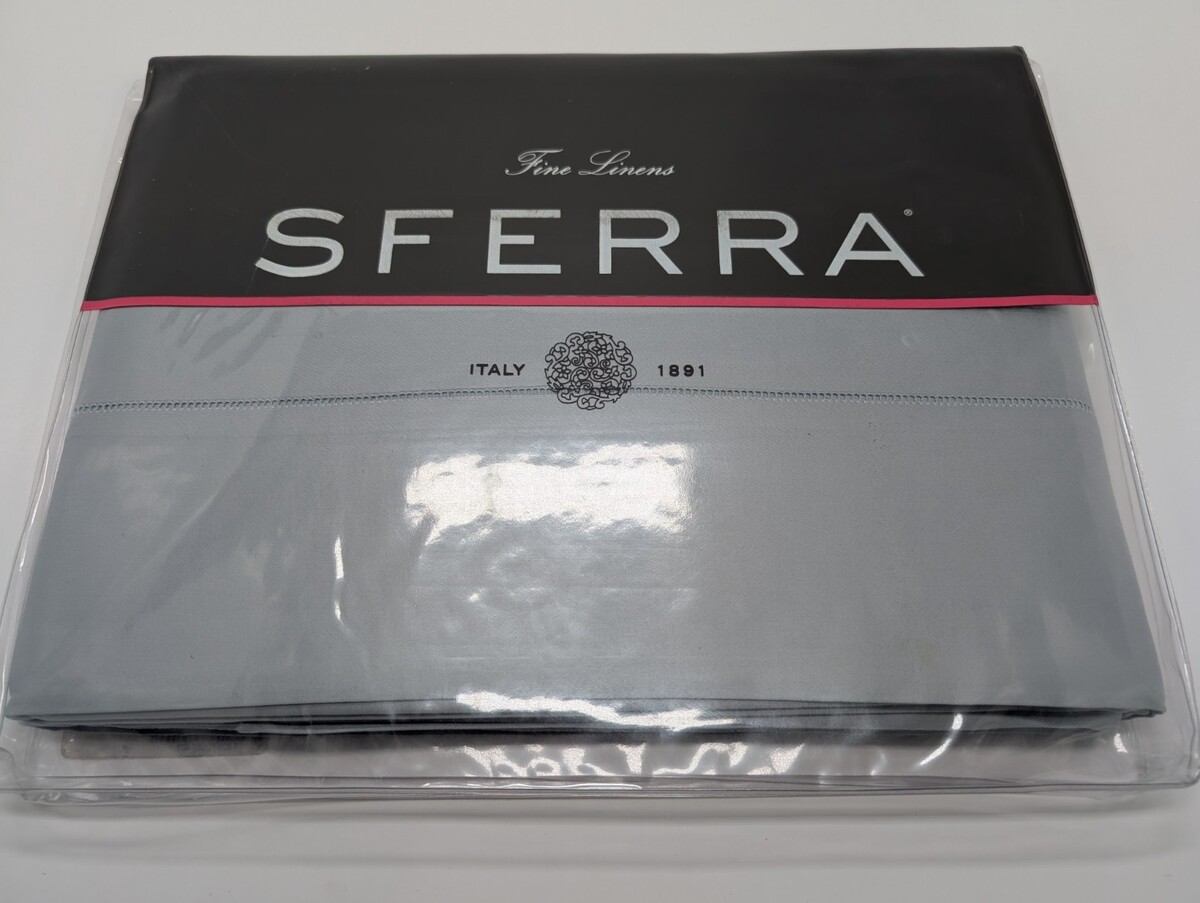 Fine Linens
SFERRA®
ITALY 1891